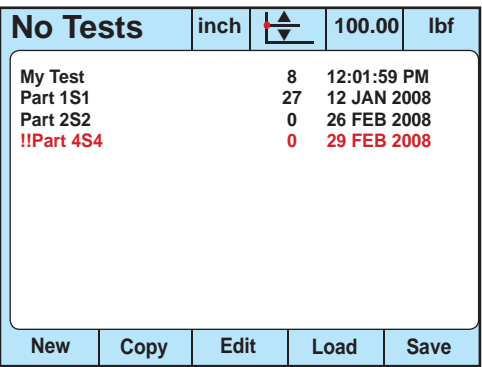 No Tests inch 100.00 lbf
My Test 8 12:01:59 PM
Part 1S1 27 12 JAN 2008
Part 2S2 0 26 FEB 2008
!!Part 4S4 0 29 FEB 2008
New Copy Edit Load Save